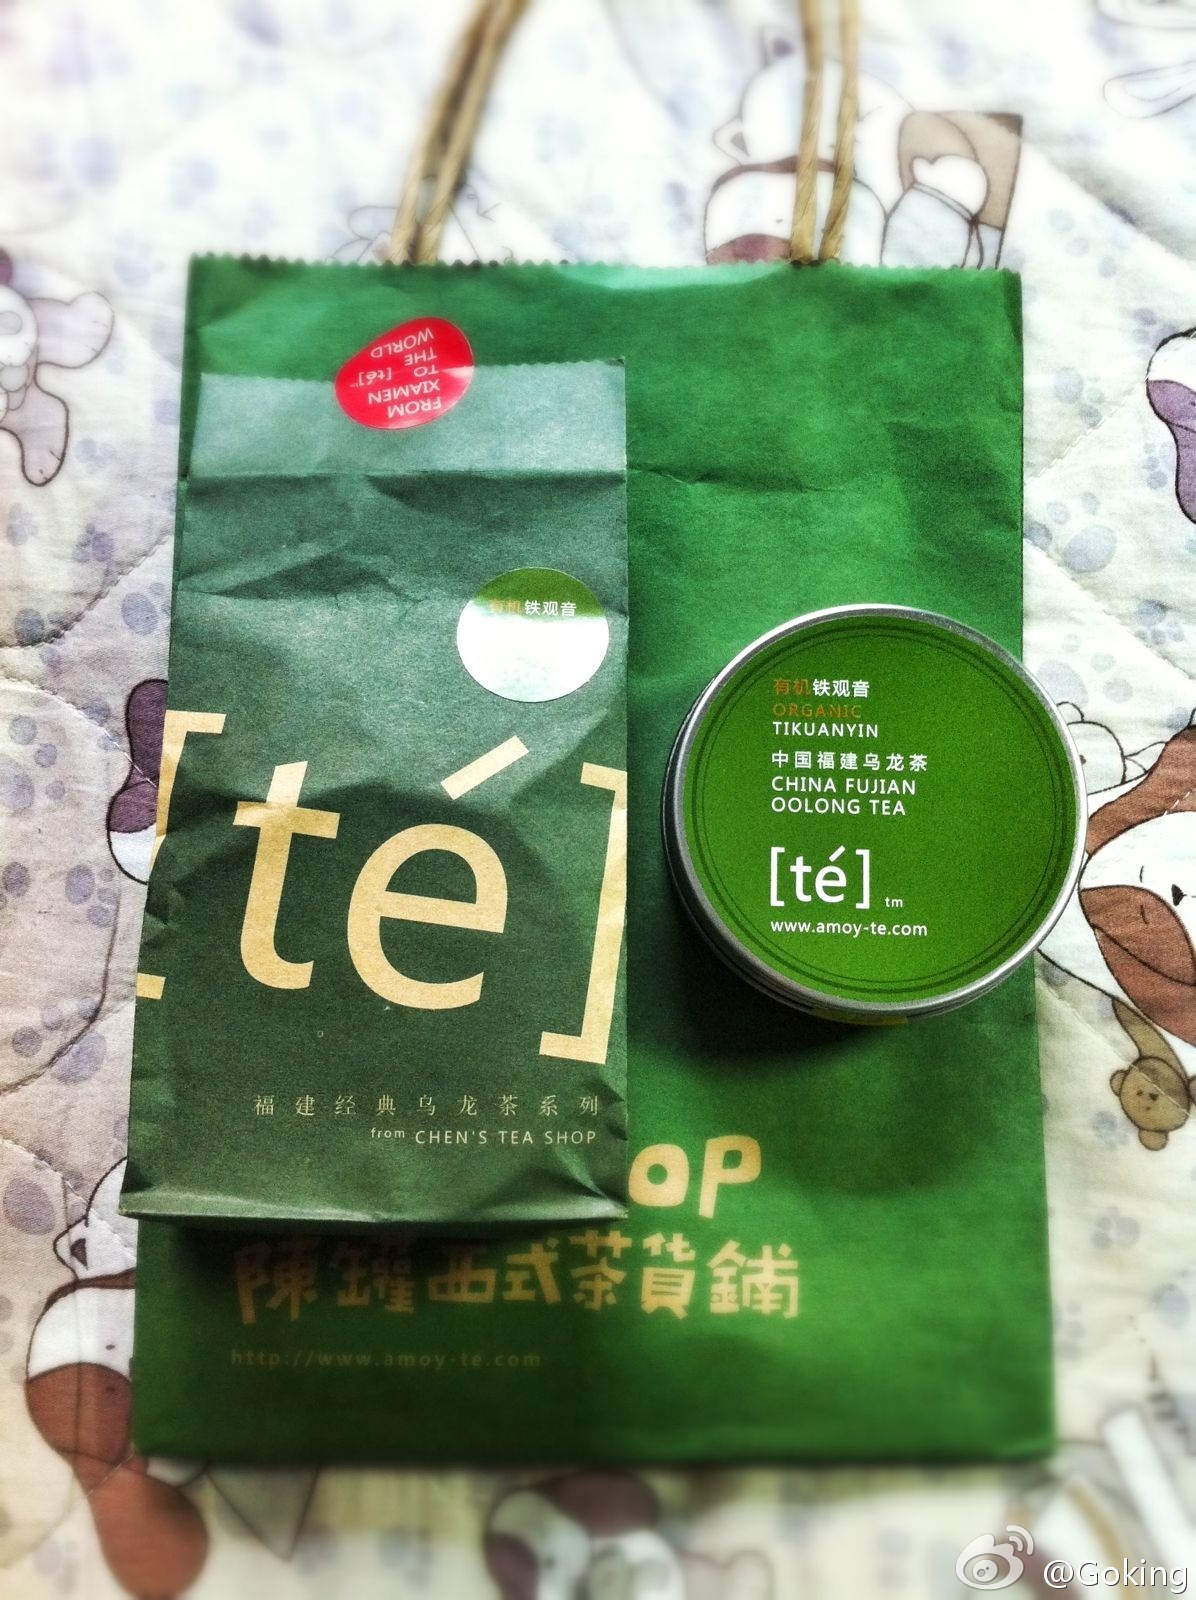 FROM
XIAMEN
TO [té]™
THE
WORLD
有机铁观音
[té]
福建经典乌龙茶系列
from CHEN'S TEA SHOP
有机铁观音
ORGANIC
TIKUANYIN
中国福建乌龙茶
CHINA FUJIAN
OOLONG TEA
[té] tm
www.amoy-te.com
OP
陳罐西式茶貨鋪
http://www.amoy-te.com
@Goking